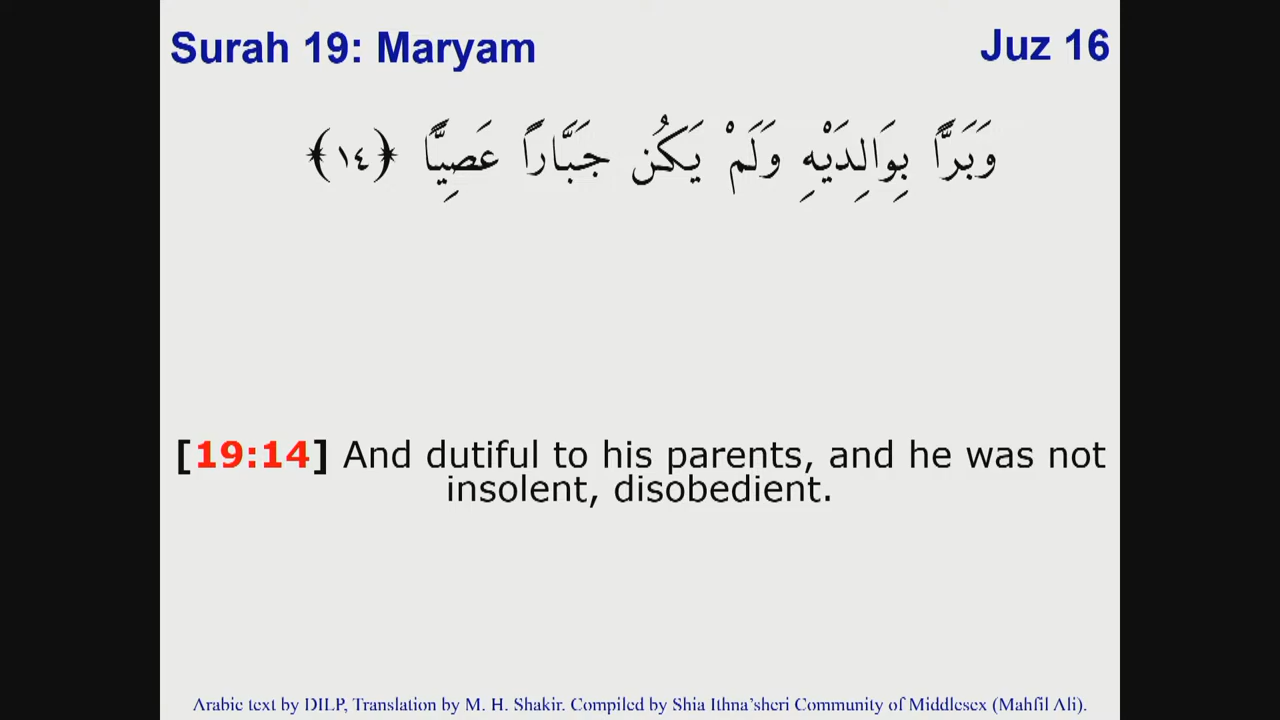 Surah 19: Maryam
Juz 16
وَبَرًّا بِوَالِدَيْهِ وَلَمْ يَكُن جَبَّاراً عَصِيًّا ﴿١٤﴾
[19:14] And dutiful to his parents, and he was not
insolent, disobedient.
Arabic text by DILP, Translation by M. H. Shakir. Compiled by Shia Ithna'sheri Community of Middlesex (Mahfil Ali).